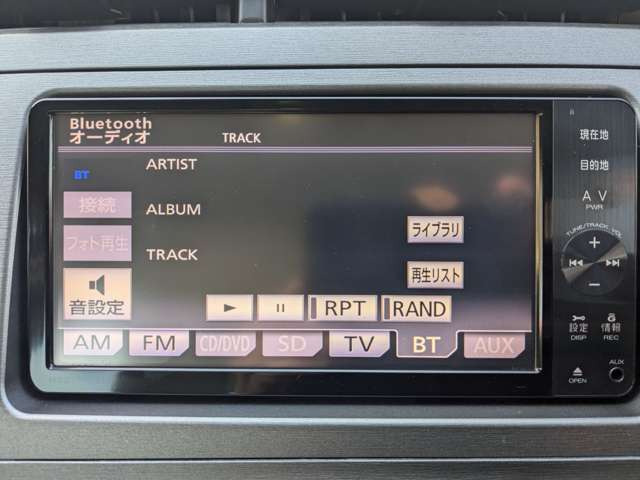 Bluetooth
オーディオ TRACK
ARTIST
BT
接続
ALBUM
フォト再生
ライブラリ
TRACK
再生リスト
音設定
RPT RAND
AM FM CD/DVD SD TV BT AUX
現在地
目的地
AV
PWR
TUNE/TRACK VOL
設定 情報
DISP REC
AUX
OPEN